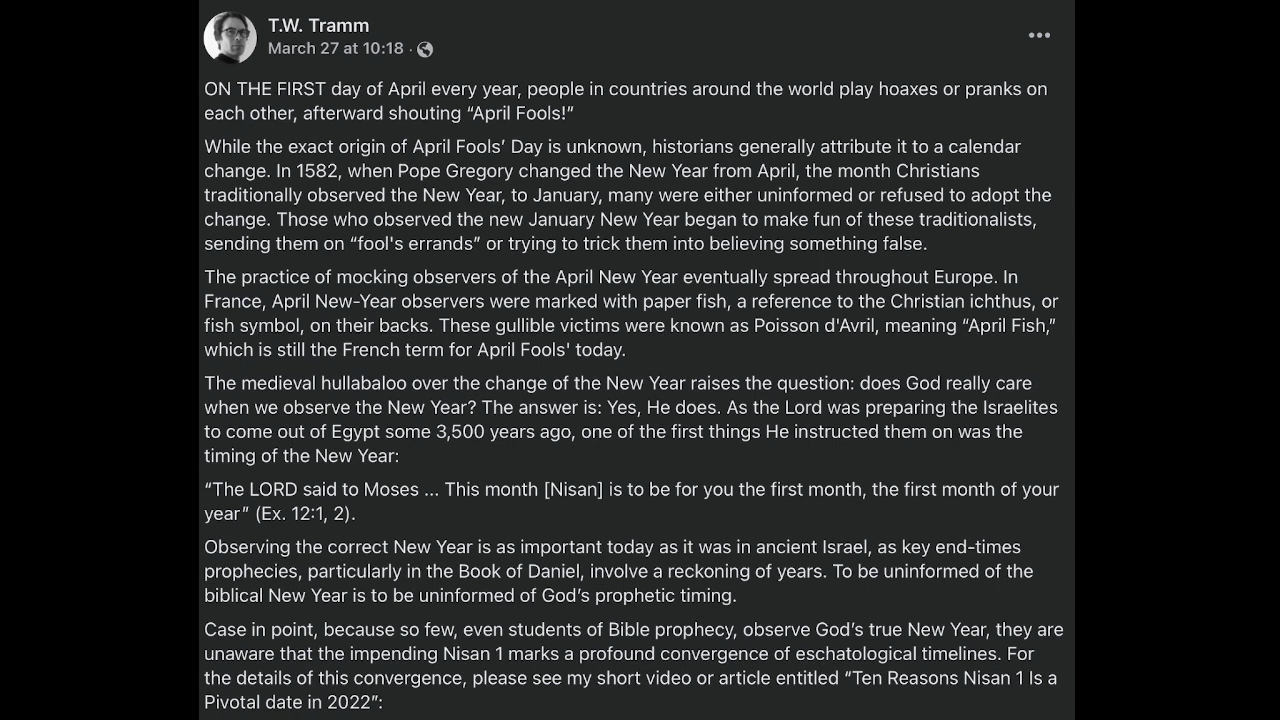 T.W. Tramm
March 27 at 10:18 ·
ON THE FIRST day of April every year, people in countries around the world play hoaxes or pranks on
each other, afterward shouting “April Fools!”
While the exact origin of April Fools’ Day is unknown, historians generally attribute it to a calendar
change. In 1582, when Pope Gregory changed the New Year from April, the month Christians
traditionally observed the New Year, to January, many were either uninformed or refused to adopt the
change. Those who observed the new January New Year began to make fun of these traditionalists,
sending them on “fool's errands” or trying to trick them into believing something false.
The practice of mocking observers of the April New Year eventually spread throughout Europe. In
France, April New-Year observers were marked with paper fish, a reference to the Christian ichthus, or
fish symbol, on their backs. These gullible victims were known as Poisson d'Avril, meaning “April Fish,”
which is still the French term for April Fools' today.
The medieval hullabaloo over the change of the New Year raises the question: does God really care
when we observe the New Year? The answer is: Yes, He does. As the Lord was preparing the Israelites
to come out of Egypt some 3,500 years ago, one of the first things He instructed them on was the
timing of the New Year:
“The LORD said to Moses ... This month [Nisan] is to be for you the first month, the first month of your
year” (Ex. 12:1, 2).
Observing the correct New Year is as important today as it was in ancient Israel, as key end-times
prophecies, particularly in the Book of Daniel, involve a reckoning of years. To be uninformed of the
biblical New Year is to be uninformed of God’s prophetic timing.
Case in point, because so few, even students of Bible prophecy, observe God’s true New Year, they are
unaware that the impending Nisan 1 marks a profound convergence of eschatological timelines. For
the details of this convergence, please see my short video or article entitled “Ten Reasons Nisan 1 Is a
Pivotal date in 2022”: